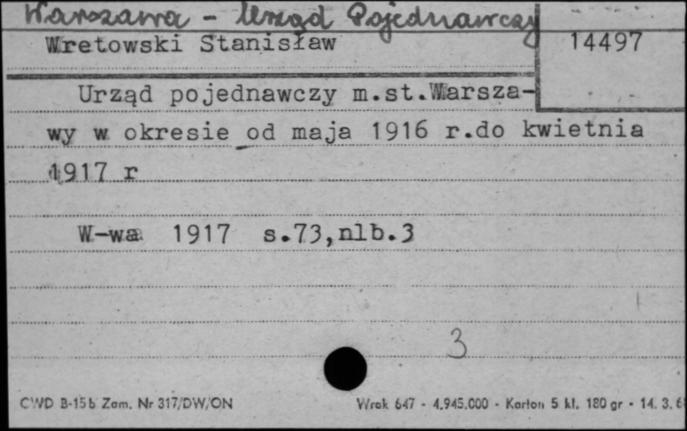 Warszawa - Urząd Pojednawczy
Wretowski Stanisław
14497
Urząd pojednawczy m.st.Warsza-
wy w okresie od maja 1916 r.do kwietnia
1917 r
W-wa 1917 s.73,nlb.3
3
CWD B-15b Zam. Nr 317/DW/ON Wrak 647 - 4.945.000 - Karton 5 kl. 180 gr - 14. 3.